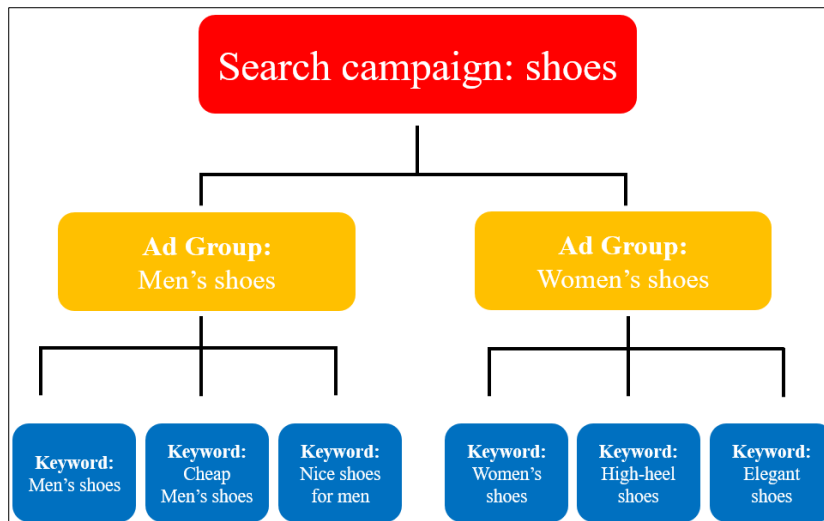 Search campaign: shoes
Ad Group:
Men’s shoes
Ad Group:
Women’s shoes
Keyword:
Men’s shoes
Keyword:
Cheap
Men’s shoes
Keyword:
Nice shoes
for men
Keyword:
Women’s
shoes
Keyword:
High-heel
shoes
Keyword:
Elegant
shoes